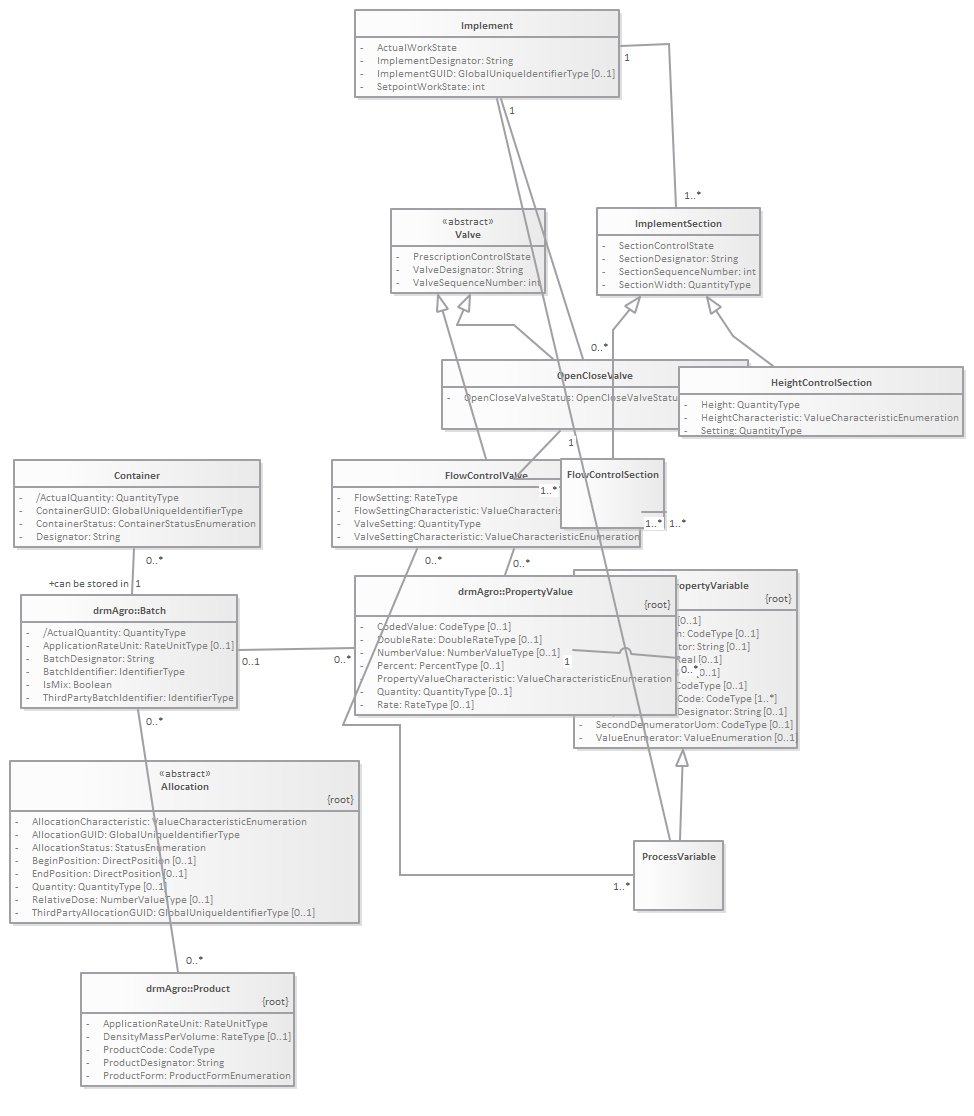 Implement
- ActualWorkState
- ImplementDesignator: String
- ImplementGUID: GlobalUniqueIdentifierType [0..1]
- SetpointWorkState: int
1
1
1..*
«abstract»
Valve
- PrescriptionControlState
- ValveDesignator: String
- ValveSequenceNumber: int
ImplementSection
- SectionControlState
- SectionDesignator: String
- SectionSequenceNumber: int
- SectionWidth: QuantityType
0..*
OpenCloseValve
- OpenCloseValveStatus: OpenCloseValveStatu
HeightControlSection
- Height: QuantityType
- HeightCharacteristic: ValueCharacteristicEnumeration
- Setting: QuantityType
1
Container
- /ActualQuantity: QuantityType
- ContainerGUID: GlobalUniqueIdentifierType
- ContainerStatus: ContainerStatusEnumeration
- Designator: String
FlowControlValve
- FlowSetting: RateType
- FlowSettingCharacteristic: ValueCharacteris
- ValveSetting: QuantityType
- ValveSettingCharacteristic: ValueCharacteristicEnumeration
1..*
FlowControlSection
1..*
1..*
0..*
0..*
0..*
+can be stored in
1
drmAgro::Batch
- /ActualQuantity: QuantityType
- ApplicationRateUnit: RateUnitType [0..1]
- BatchDesignator: String
- BatchIdentifier: IdentifierType
- IsMix: Boolean
- ThirdPartyBatchIdentifier: IdentifierType
0..1
0..*
drmAgro::PropertyValue
{root}
- CodedValue: CodeType [0..1]
- DoubleRate: DoubleRateType [0..1]
- NumberValue: NumberValueType [0..1]
- Percent: PercentType [0..1]
- PropertyValueCharacteristic: ValueCharacteristicEnumeration
- Quantity: QuantityType [0..1]
- Rate: RateType [0..1]
1
0..*
ropertyVariable
{root}
[0..1]
n: CodeType [0..1]
tor: String [0..1]
Real [0..1]
[0..1]
CodeType [0..1]
Code: CodeType [1..*]
Designator: String [0..1]
- SecondDenumeratorUom: CodeType [0..1]
- ValueEnumerator: ValueEnumeration [0..1]
0..*
«abstract»
Allocation
{root}
- AllocationCharacteristic: ValueCharacteristicEnumeration
- AllocationGUID: GlobalUniqueIdentifierType
- AllocationStatus: StatusEnumeration
- BeginPosition: DirectPosition [0..1]
- EndPosition: DirectPosition [0..1]
- Quantity: QuantityType [0..1]
- RelativeDose: NumberValueType [0..1]
- ThirdPartyAllocationGUID: GlobalUniqueIdentifierType [0..1]
ProcessVariable
1..*
0..*
drmAgro::Product
{root}
- ApplicationRateUnit: RateUnitType
- DensityMassPerVolume: RateType [0..1]
- ProductCode: CodeType
- ProductDesignator: String
- ProductForm: ProductFormEnumeration